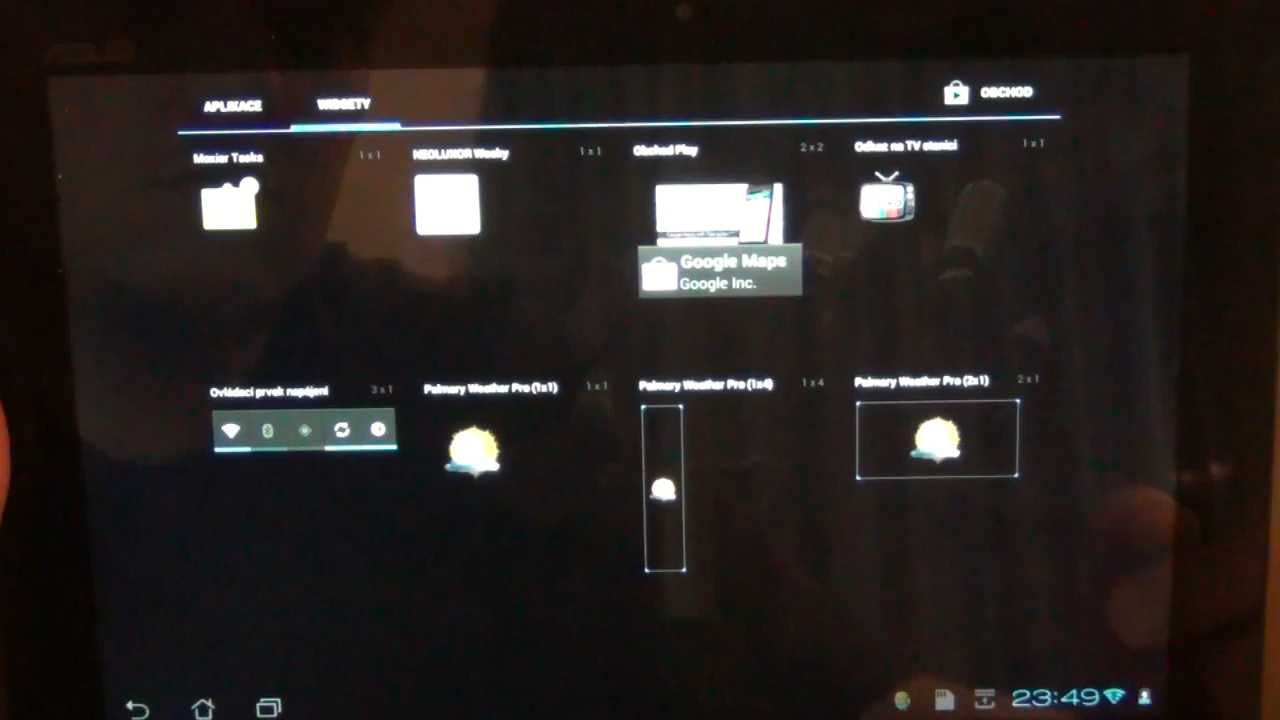 APLIKACE
WIDGETY
OBCHOD
Moxier Tasks 1 x 1
1 x 1
Obchod Play 2 x 2
Odkaz na TV stanici 1 x 1
Google Maps
Google Inc.
Ovládací prvek napájení 3 x 1
Palmary Weather Pro (1x1) 1 x 1
Palmary Weather Pro (1x4) 1 x 4
Palmary Weather Pro (2x1) 2 x 1
23:49